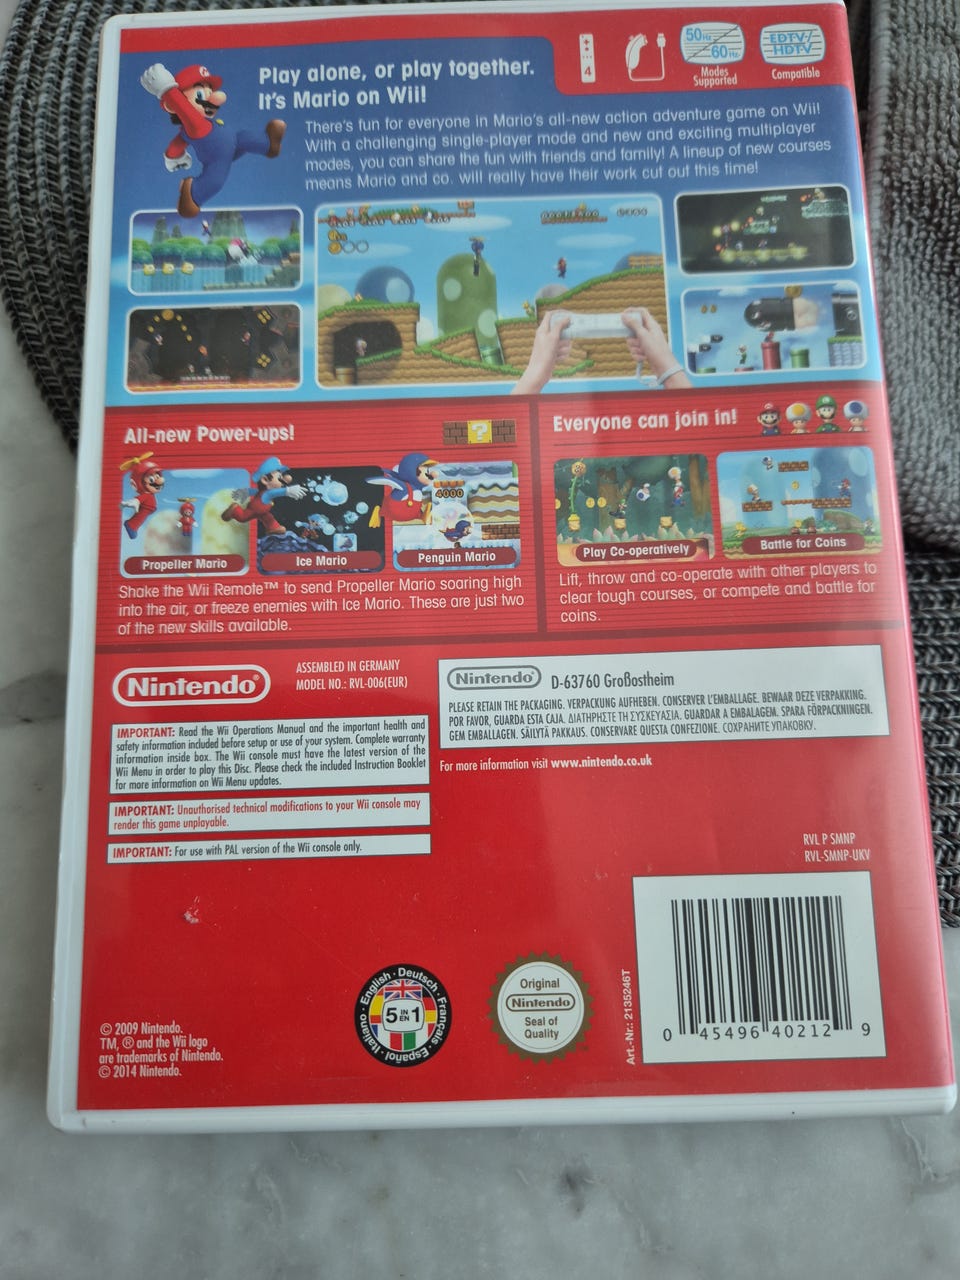 Play alone, or play together.
It's Mario on Wii!
4
50Hz
60Hz
Modes
Supported
EDTV/
HDTV
Compatible
There's fun for everyone in Mario's all-new action adventure game on Wii!
With a challenging single-player mode and new and exciting multiplayer
modes, you can share the fun with friends and family! A lineup of new courses
means Mario and co. will really have their work cut out this time!
All-new Power-ups!
?
4000
Propeller Mario
Ice Mario
Penguin Mario
Shake the Wii Remote™ to send Propeller Mario soaring high
into the air, or freeze enemies with Ice Mario. These are just two
of the new skills available.
Everyone can join in!
Play Co-operatively
Battle for Coins
Lift, throw and co-operate with other players to
clear tough courses, or compete and battle for
coins.
Nintendo®
ASSEMBLED IN GERMANY
MODEL NO.: RVL-006(EUR)
IMPORTANT: Read the Wii Operations Manual and the important health and
safety information included before setup or use of your system. Complete warranty
information inside box. The Wii console must have the latest version of the
Wii Menu in order to play this Disc. Please check the included Instruction Booklet
for more information on Wii Menu updates.
IMPORTANT: Unauthorised technical modifications to your Wii console may
render this game unplayable.
IMPORTANT: For use with PAL version of the Wii console only.
Nintendo® D-63760 Großostheim
PLEASE RETAIN THE PACKAGING. VERPACKUNG AUFHEBEN. CONSERVER L'EMBALLAGE. BEWAAR DEZE VERPAKKING.
POR FAVOR, GUARDA ESTA CAJA. ΔΙΑΤΗΡΗΣΤΕ ΤΗ ΣΥΣΚΕΥΑΣΙΑ. GUARDAR A EMBALAGEM. SPARA FÖRPACKNINGEN.
GEM EMBALLAGEN. SÄILYTÄ PAKKAUS. CONSERVARE QUESTA CONFEZIONE. СОХРАНИТЕ УПАКОВКУ.
For more information visit www.nintendo.co.uk
RVL P SMNP
RVL-SMNP-UKV
© 2009 Nintendo.
TM, ® and the Wii logo
are trademarks of Nintendo.
© 2014 Nintendo.
English · Deutsch · Français · Español · Italiano
5 IN EN 1
Original
Nintendo
Seal of
Quality
Art.-Nr.: 2135246T
0 45496 40212 9